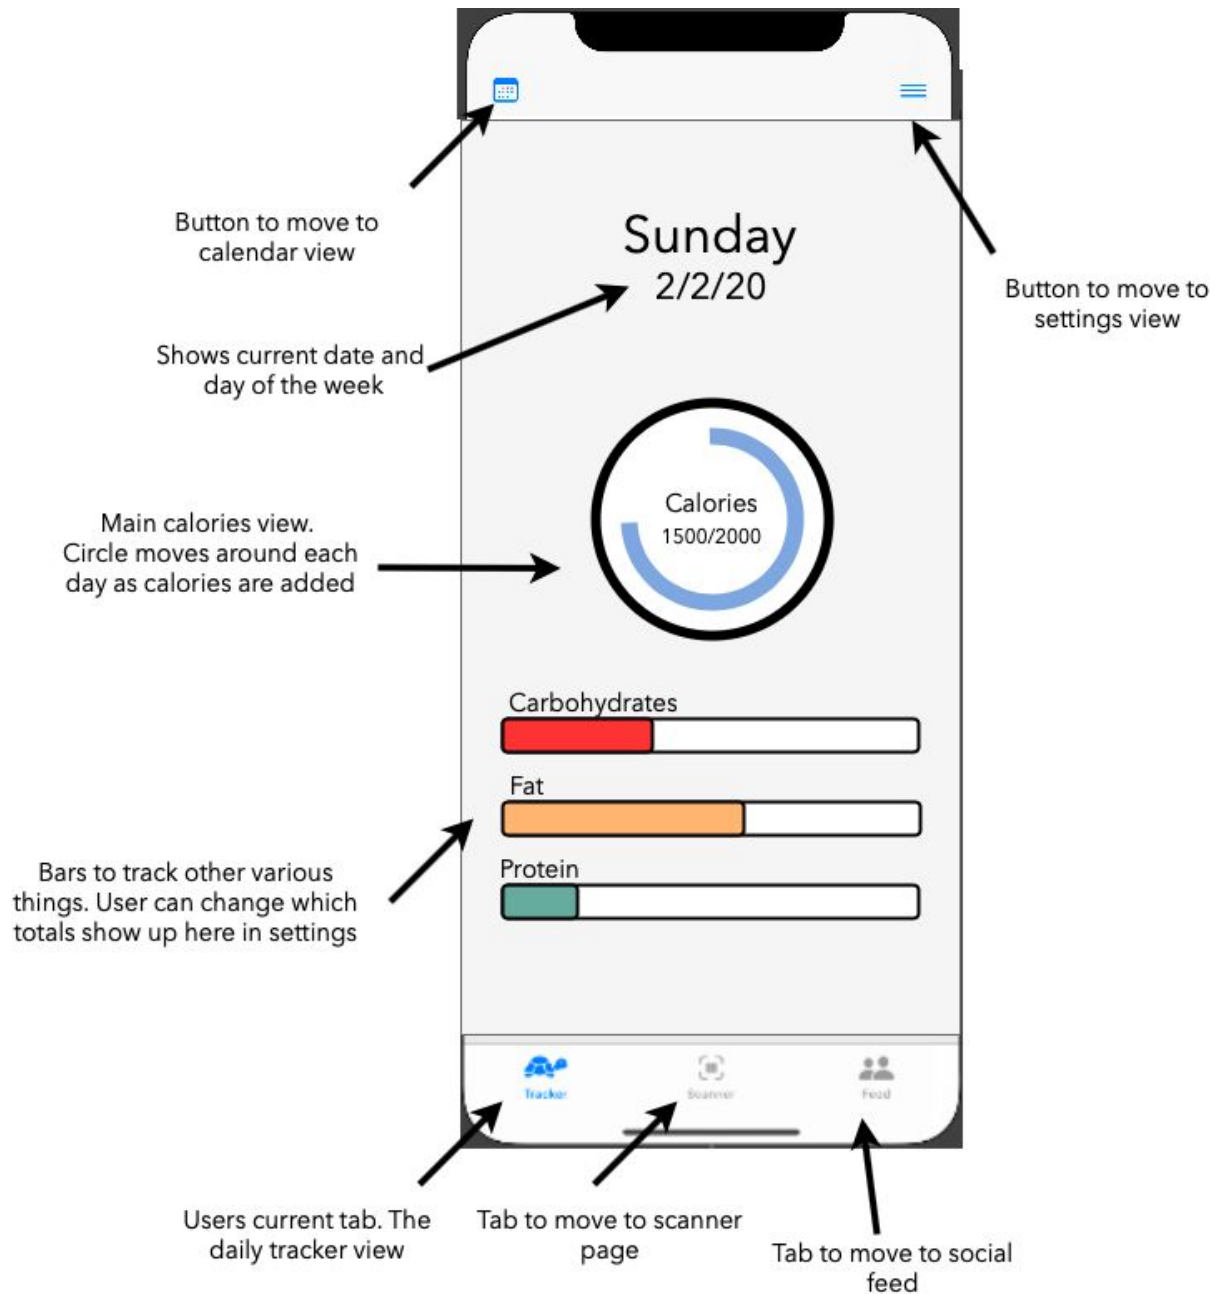 Button to move to
calendar view
Sunday
2/2/20
Button to move to
settings view
Shows current date and
day of the week
Main calories view.
Circle moves around each
day as calories are added
Calories
1500/2000
Carbohydrates
Fat
Protein
Bars to track other various
things. User can change which
totals show up here in settings
Tracker
Scanner
Feed
Users current tab. The
daily tracker view
Tab to move to scanner
page
Tab to move to social
feed